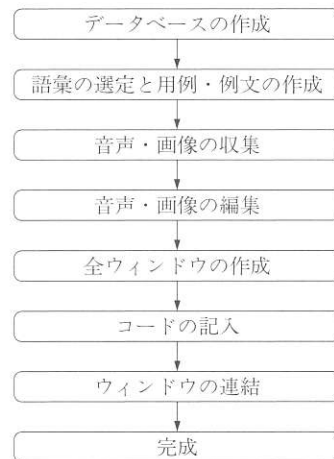 データベースの作成
語彙の選定と用例・例文の作成
音声・画像の収集
音声・画像の編集
全ウィンドウの作成
コードの記入
ウィンドウの連結
完成